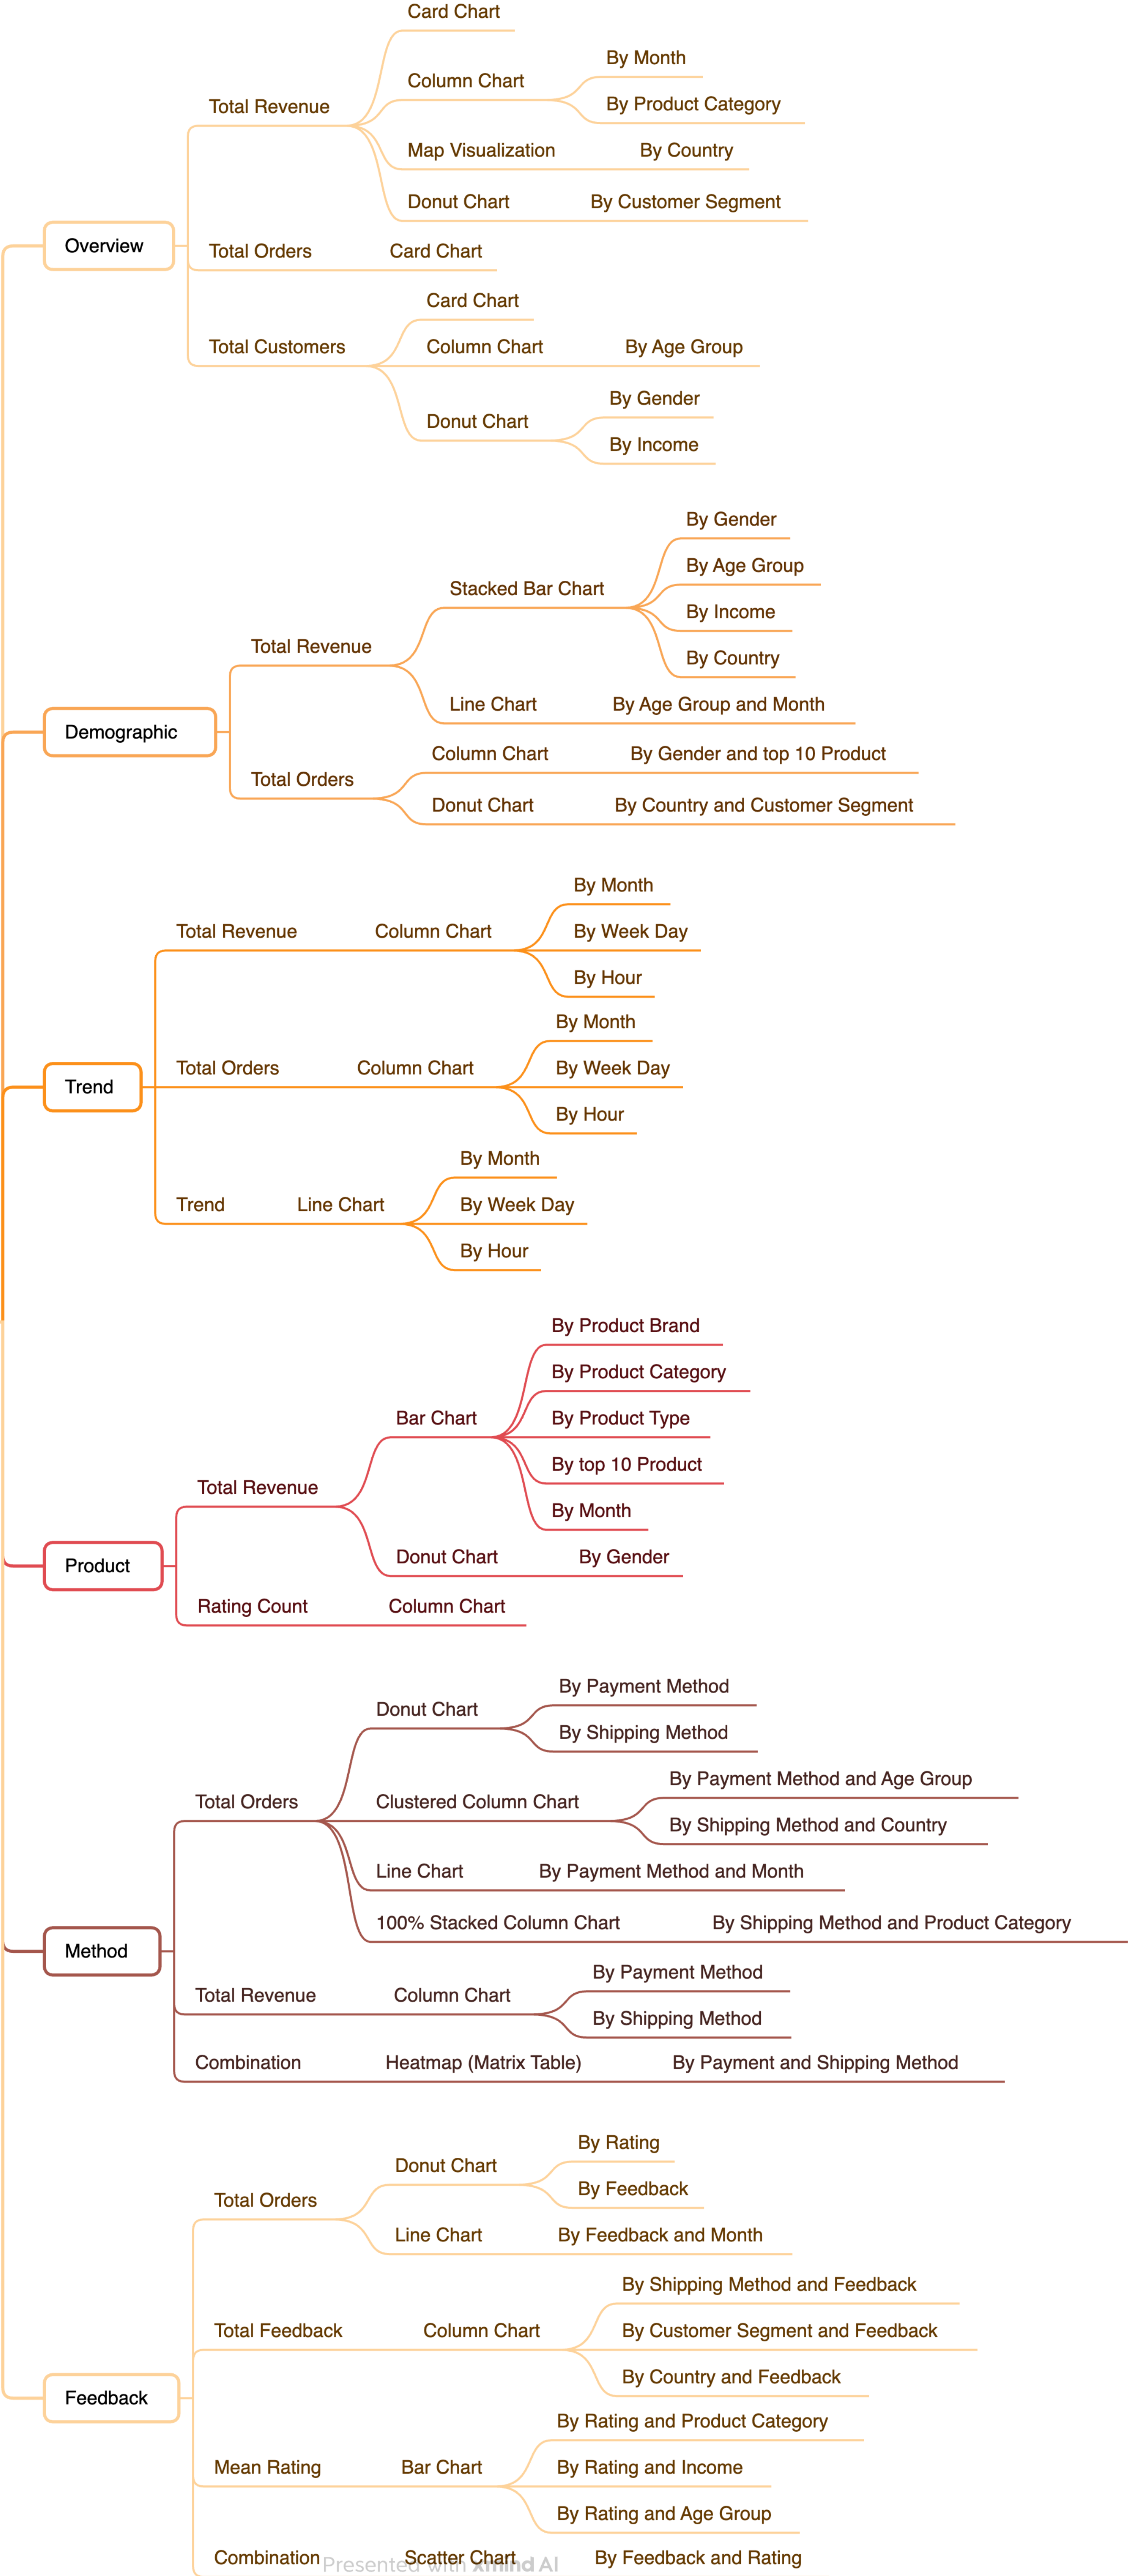 Card Chart
By Month
Column Chart
By Product Category
Total Revenue
Map Visualization By Country
Donut Chart By Customer Segment
Overview
Total Orders Card Chart
Card Chart
Total Customers Column Chart By Age Group
By Gender
Donut Chart
By Income
By Gender
By Age Group
Stacked Bar Chart
By Income
By Country
Total Revenue
Line Chart By Age Group and Month
Demographic
Column Chart By Gender and top 10 Product
Total Orders
Donut Chart By Country and Customer Segment
By Month
Total Revenue Column Chart By Week Day
By Hour
By Month
Total Orders Column Chart By Week Day
Trend
By Hour
By Month
Trend Line Chart By Week Day
By Hour
By Product Brand
By Product Category
Bar Chart By Product Type
By top 10 Product
Total Revenue
By Month
Donut Chart By Gender
Product
Rating Count Column Chart
By Payment Method
Donut Chart
By Shipping Method
By Payment Method and Age Group
Total Orders Clustered Column Chart
By Shipping Method and Country
Line Chart By Payment Method and Month
100% Stacked Column Chart By Shipping Method and Product Category
Method
By Payment Method
Total Revenue Column Chart
By Shipping Method
Combination Heatmap (Matrix Table) By Payment and Shipping Method
By Rating
Donut Chart
By Feedback
Total Orders
Line Chart By Feedback and Month
By Shipping Method and Feedback
Total Feedback Column Chart By Customer Segment and Feedback
By Country and Feedback
Feedback
By Rating and Product Category
Mean Rating Bar Chart By Rating and Income
By Rating and Age Group
Combination Scatter Chart By Feedback and Rating
Presented with xmind AI